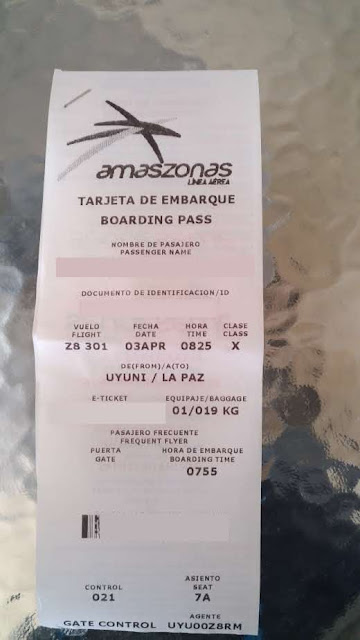 amaszonas
LINEA AEREA
TARJETA DE EMBARQUE
BOARDING PASS
NOMBRE DE PASAJERO
PASSENGER NAME
DOCUMENTO DE IDENTIFICACION/ID
VUELO FECHA HORA CLASE
FLIGHT DATE TIME CLASS
Z8 301 03APR 0825 X
DE(FROM)/A(TO)
UYUNI / LA PAZ
E-TICKET EQUIPAJE/BAGGAGE
01/019 KG
PASAJERO FRECUENTE
FREQUENT FLYER
PUERTA HORA DE EMBARQUE
GATE BOARDING TIME
0755
CONTROL ASIENTO
SEAT
021 7A
AGENTE
GATE CONTROL UYU00Z8RM